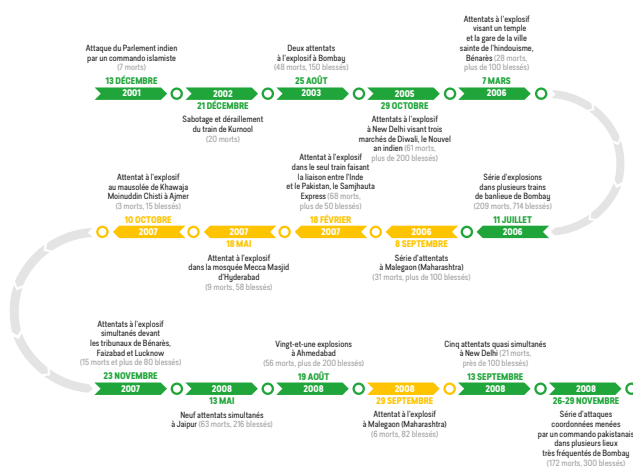 Attaque du Parlement indien
par un commando islamiste
(7 morts)
13 DÉCEMBRE
2001
2002
21 DÉCEMBRE
Sabotage et déraillement
du train de Kurnool
(20 morts)
Deux attentats
à l'explosif à Bombay
(48 morts, 150 blessés)
25 AOÛT
2003
2005
29 OCTOBRE
Attentats à l'explosif
à New Delhi visant trois
marchés de Diwali, le Nouvel
an indien (61 morts,
plus de 200 blessés)
Attentats à l'explosif
visant un temple
et la gare de la ville
sainte de l'hindouisme,
Bénarès (28 morts,
plus de 100 blessés)
7 MARS
2006
Série d'explosions
dans plusieurs trains
de banlieue de Bombay
(209 morts, 714 blessés)
11 JUILLET
2006
2006
8 SEPTEMBRE
Série d'attentats
à Malegaon (Maharashtra)
(31 morts, plus de 100 blessés)
Attentat à l'explosif
dans le seul train faisant
la liaison entre l'Inde
et le Pakistan, le Samjhauta
Express (68 morts,
plus de 50 blessés)
18 FÉVRIER
2007
2007
18 MAI
Attentat à l'explosif
dans la mosquée Mecca Masjid
d'Hyderabad
(9 morts, 58 blessés)
Attentat à l'explosif
au mausolée de Khawaja
Moinuddin Chisti à Ajmer
(3 morts, 15 blessés)
10 OCTOBRE
2007
Attentats à l'explosif
simultanés devant
les tribunaux de Bénarès,
Faizabad et Lucknow
(15 morts et plus de 80 blessés)
23 NOVEMBRE
2007
2008
13 MAI
Neuf attentats simultanés
à Jaipur (63 morts, 216 blessés)
Vingt-et-une explosions
à Ahmedabad
(56 morts, plus de 200 blessés)
19 AOÛT
2008
2008
29 SEPTEMBRE
Attentat à l'explosif
à Malegaon (Maharashtra)
(6 morts, 82 blessés)
Cinq attentats quasi simultanés
à New Delhi (21 morts,
près de 100 blessés)
13 SEPTEMBRE
2008
2008
26-29 NOVEMBRE
Série d'attaques
coordonnées menées
par un commando pakistanais
dans plusieurs lieux
très fréquentés de Bombay
(172 morts, 300 blessés)